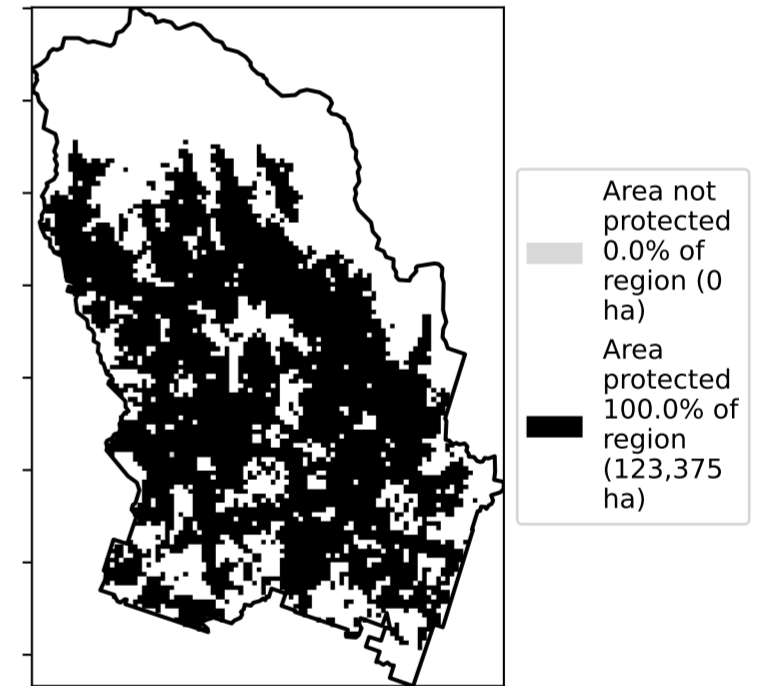 Area not
protected
0.0% of
region (0
ha)
Area
protected
100.0% of
region
(123,375
ha)